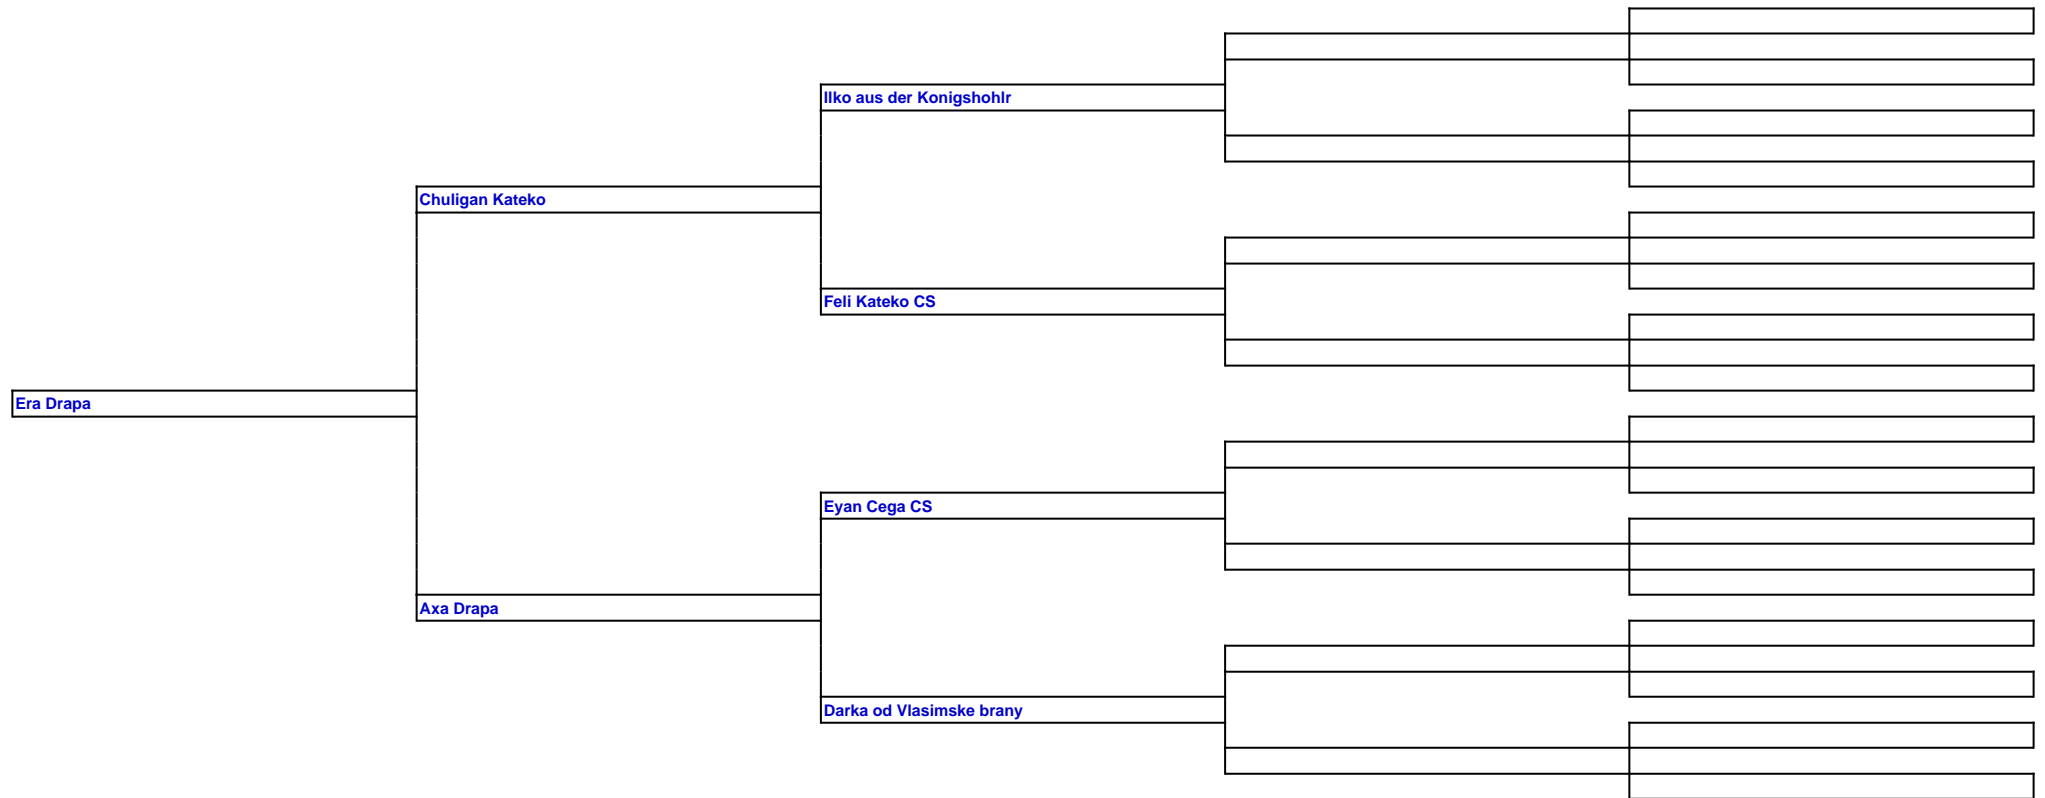 Ilko aus der Konigshohlr
Chuligan Kateko
Feli Kateko CS
Era Drapa
Eyan Cega CS
Axa Drapa
Darka od Vlasimske brany